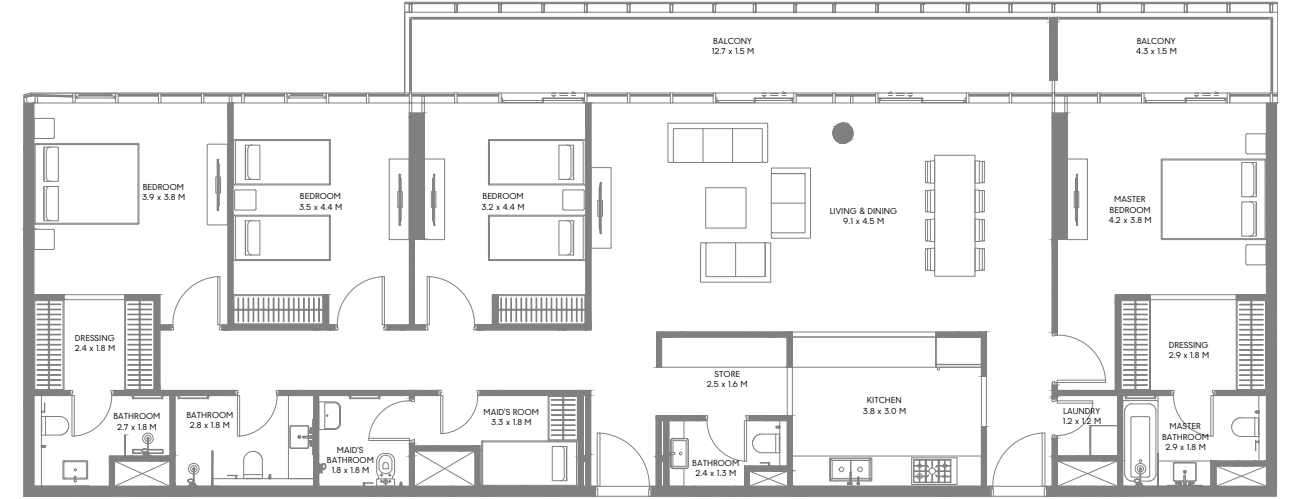 BALCONY
12.7 x 1.5 M
BALCONY
4.3 x 1.5 M
BEDROOM
3.9 x 3.8 M
BEDROOM
3.5 x 4.4 M
BEDROOM
3.2 x 4.4 M
LIVING & DINING
9.1 x 4.5 M
MASTER
BEDROOM
4.2 x 3.8 M
DRESSING
2.4 x 1.8 M
DRESSING
2.9 x 1.8 M
STORE
2.5 x 1.6 M
KITCHEN
3.8 x 3.0 M
BATHROOM
2.7 x 1.8 M
BATHROOM
2.8 x 1.8 M
MAID'S ROOM
3.3 x 1.8 M
LAUNDRY
1.2 x 1.2 M
MAID'S
BATHROOM
1.8 x 1.8 M
BATHROOM
2.4 x 1.3 M
MASTER
BATHROOM
2.9 x 1.8 M